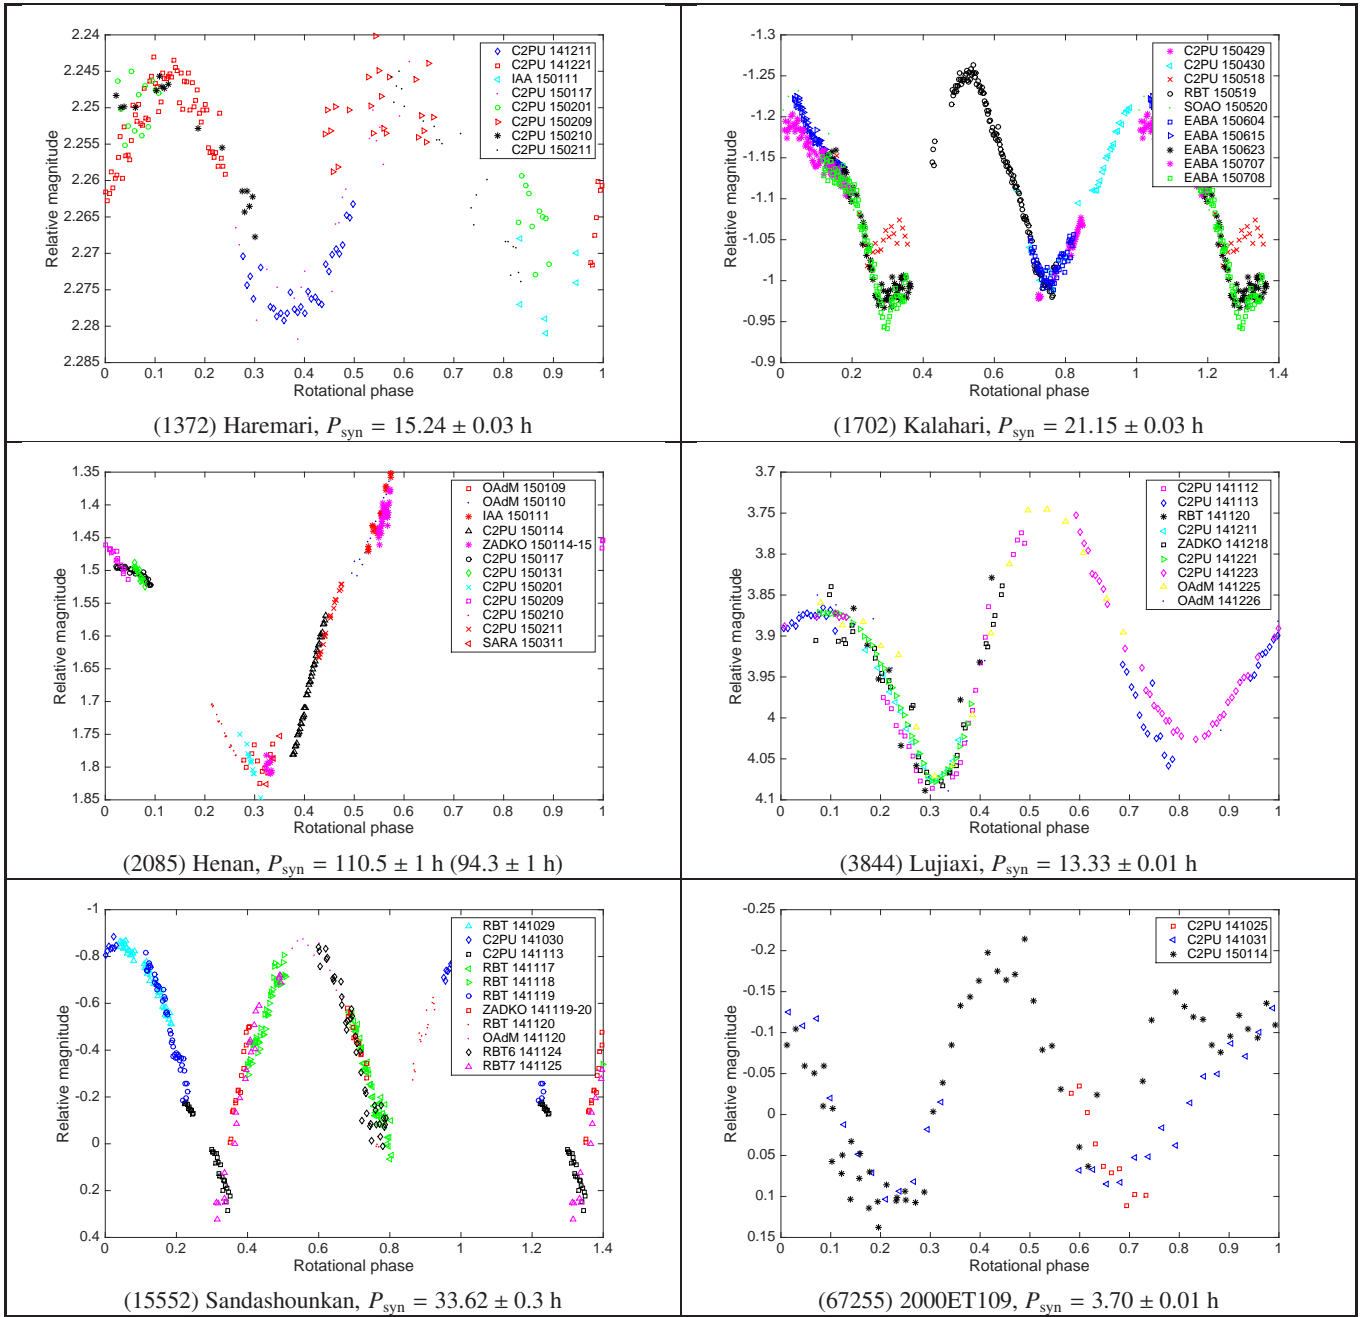 2.24
2.245
2.25
2.255
2.26
2.265
2.27
2.275
2.28
2.285
0 0.1 0.2 0.3 0.4 0.5 0.6 0.7 0.8 0.9 1
Relative magnitude
Rotational phase
C2PU 141211
C2PU 141221
IAA 150111
C2PU 150117
C2PU 150201
C2PU 150209
C2PU 150210
C2PU 150211
(1372) Haremari, Psyn = 15.24 ± 0.03 h
-1.3
-1.25
-1.2
-1.15
-1.1
-1.05
-1
-0.95
-0.9
0 0.2 0.4 0.6 0.8 1 1.2 1.4
Relative magnitude
Rotational phase
C2PU 150429
C2PU 150430
C2PU 150518
RBT 150519
SOAO 150520
EABA 150604
EABA 150615
EABA 150623
EABA 150707
EABA 150708
(1702) Kalahari, Psyn = 21.15 ± 0.03 h
1.35
1.4
1.45
1.5
1.55
1.6
1.65
1.7
1.75
1.8
1.85
0 0.1 0.2 0.3 0.4 0.5 0.6 0.7 0.8 0.9 1
Relative magnitude
Rotational phase
OAdM 150109
OAdM 150110
IAA 150111
C2PU 150114
ZADKO 150114-15
C2PU 150117
C2PU 150131
C2PU 150201
C2PU 150209
C2PU 150210
C2PU 150211
SARA 150311
(2085) Henan, Psyn = 110.5 ± 1 h (94.3 ± 1 h)
3.7
3.75
3.8
3.85
3.9
3.95
4
4.05
4.1
0 0.1 0.2 0.3 0.4 0.5 0.6 0.7 0.8 0.9 1
Relative magnitude
Rotational phase
C2PU 141112
C2PU 141113
RBT 141120
C2PU 141211
ZADKO 141218
C2PU 141221
C2PU 141223
OAdM 141225
OAdM 141226
(3844) Lujiaxi, Psyn = 13.33 ± 0.01 h
-1
-0.8
-0.6
-0.4
-0.2
0
0.2
0.4
0 0.2 0.4 0.6 0.8 1 1.2 1.4
Relative magnitude
Rotational phase
RBT 141029
C2PU 141030
C2PU 141113
RBT 141117
RBT 141118
RBT 141119
ZADKO 141119-20
RBT 141120
OAdM 141120
RBT6 141124
RBT7 141125
(15552) Sandashounkan, Psyn = 33.62 ± 0.3 h
-0.25
-0.2
-0.15
-0.1
-0.05
0
0.05
0.1
0.15
0 0.1 0.2 0.3 0.4 0.5 0.6 0.7 0.8 0.9 1
Relative magnitude
Rotational phase
C2PU 141025
C2PU 141031
C2PU 150114
(67255) 2000ET109, Psyn = 3.70 ± 0.01 h